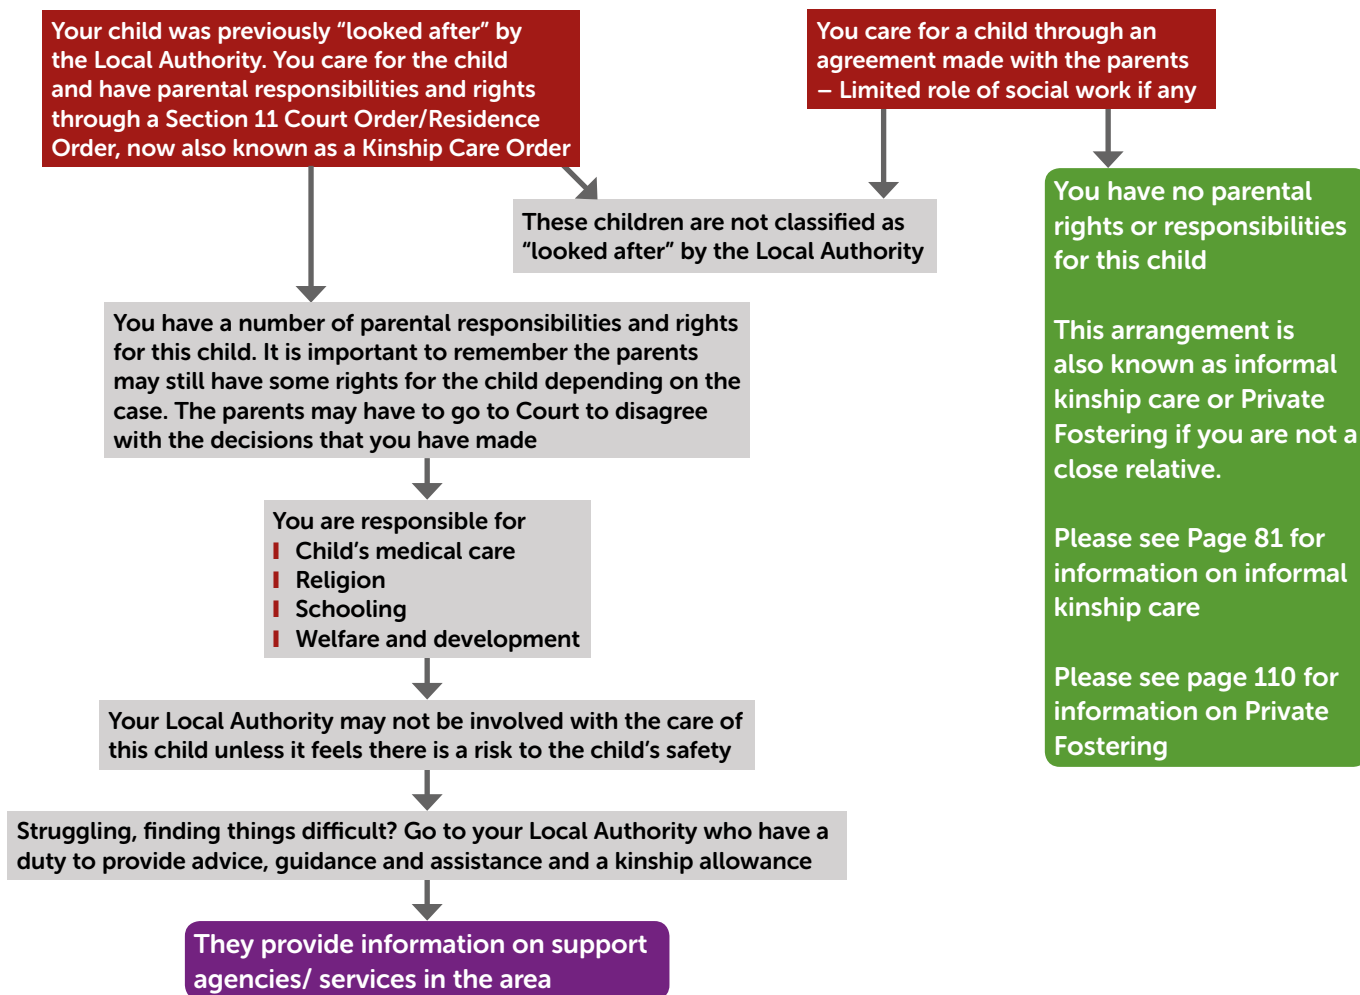 Your child was previously “looked after” by
the Local Authority. You care for the child
and have parental responsibilities and rights
through a Section 11 Court Order/Residence
Order, now also known as a Kinship Care Order
You care for a child through an
agreement made with the parents
– Limited role of social work if any
These children are not classified as
“looked after” by the Local Authority
You have no parental
rights or responsibilities
for this child
This arrangement is
also known as informal
kinship care or Private
Fostering if you are not a
close relative.
Please see Page 81 for
information on informal
kinship care
Please see page 110 for
information on Private
Fostering
You have a number of parental responsibilities and rights
for this child. It is important to remember the parents
may still have some rights for the child depending on the
case. The parents may have to go to Court to disagree
with the decisions that you have made
You are responsible for
Child’s medical care
Religion
Schooling
Welfare and development
Your Local Authority may not be involved with the care of
this child unless it feels there is a risk to the child’s safety
Struggling, finding things difficult? Go to your Local Authority who have a
duty to provide advice, guidance and assistance and a kinship allowance
They provide information on support
agencies/ services in the area